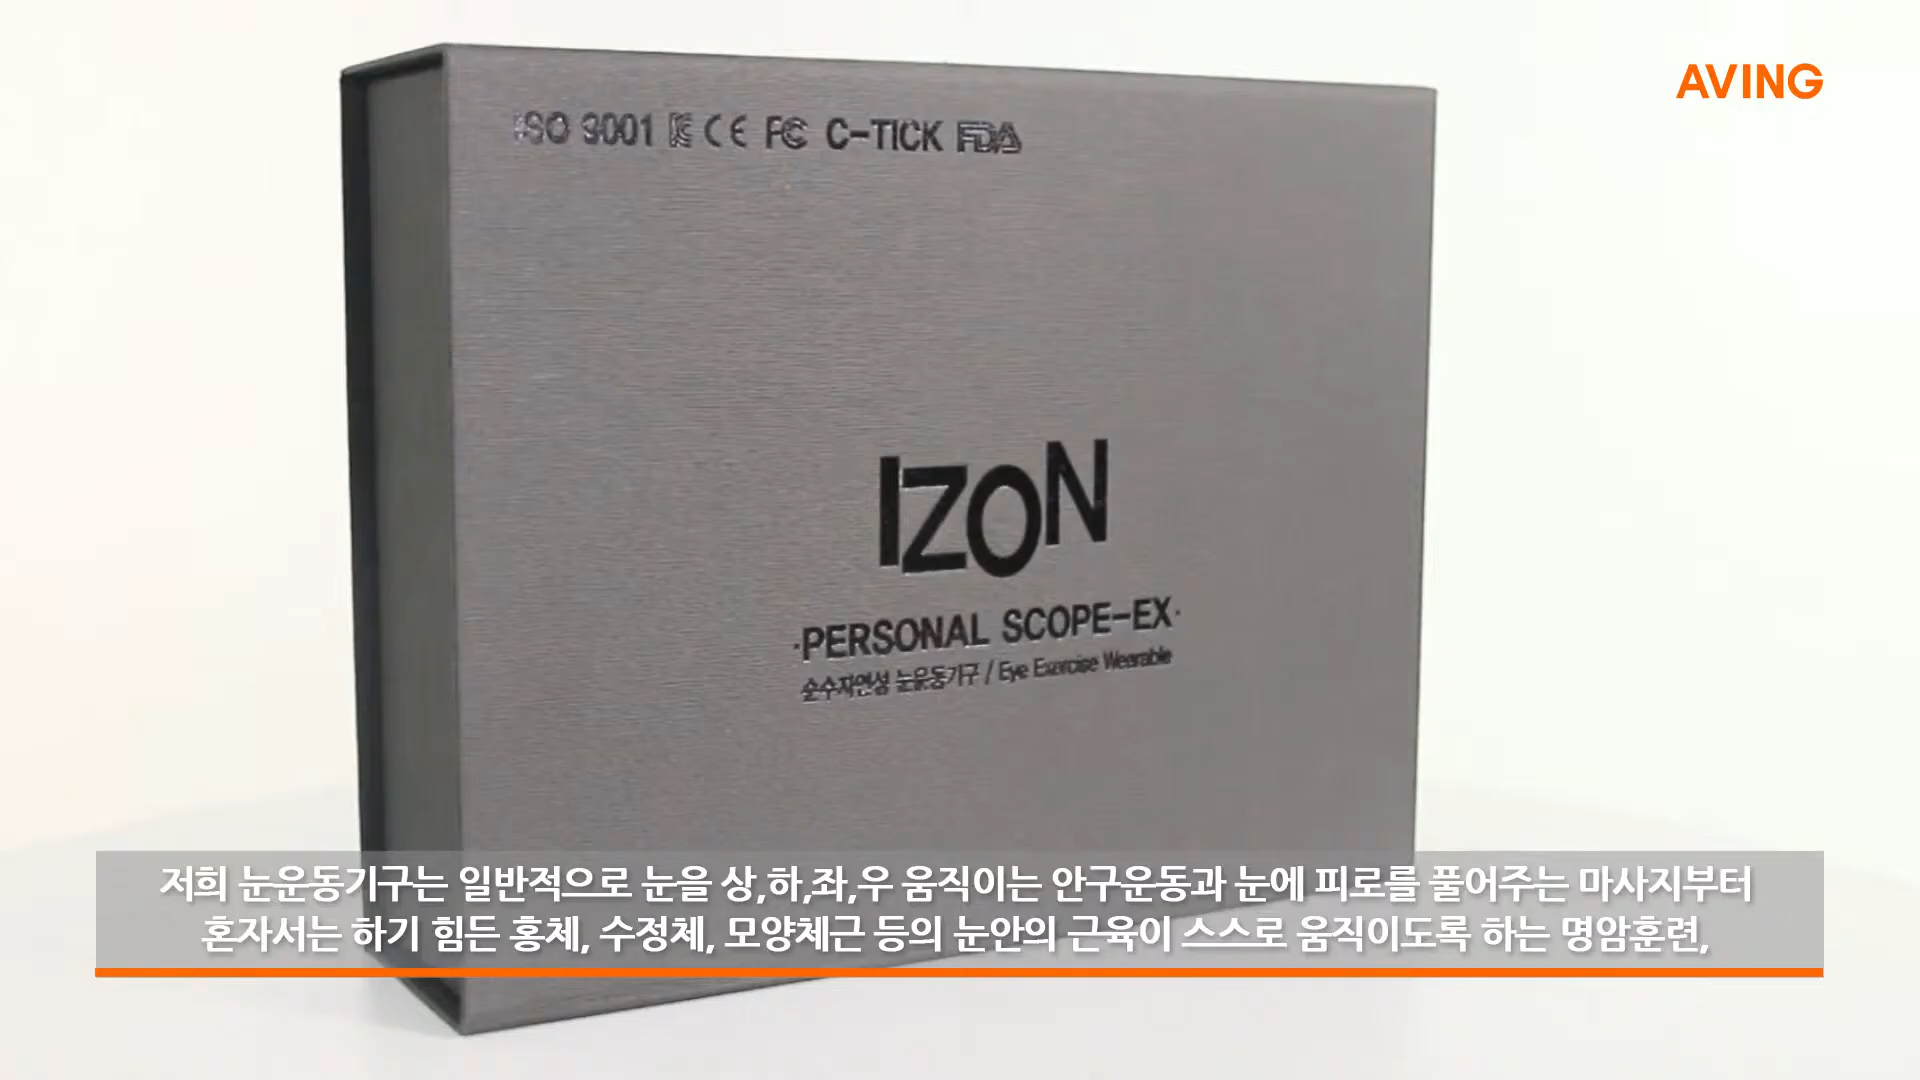 AVING
ISO 9001 CE FC C-TICK FDA
IZON
·PERSONAL SCOPE-EX·
순수자연성 눈운동기구 / Eye Exercise Wearable
저희 눈운동기구는 일반적으로 눈을 상,하,좌,우 움직이는 안구운동과 눈에 피로를 풀어주는 마사지부터
혼자서는 하기 힘든 홍체, 수정체, 모양체근 등의 눈안의 근육이 스스로 움직이도록 하는 명암훈련,